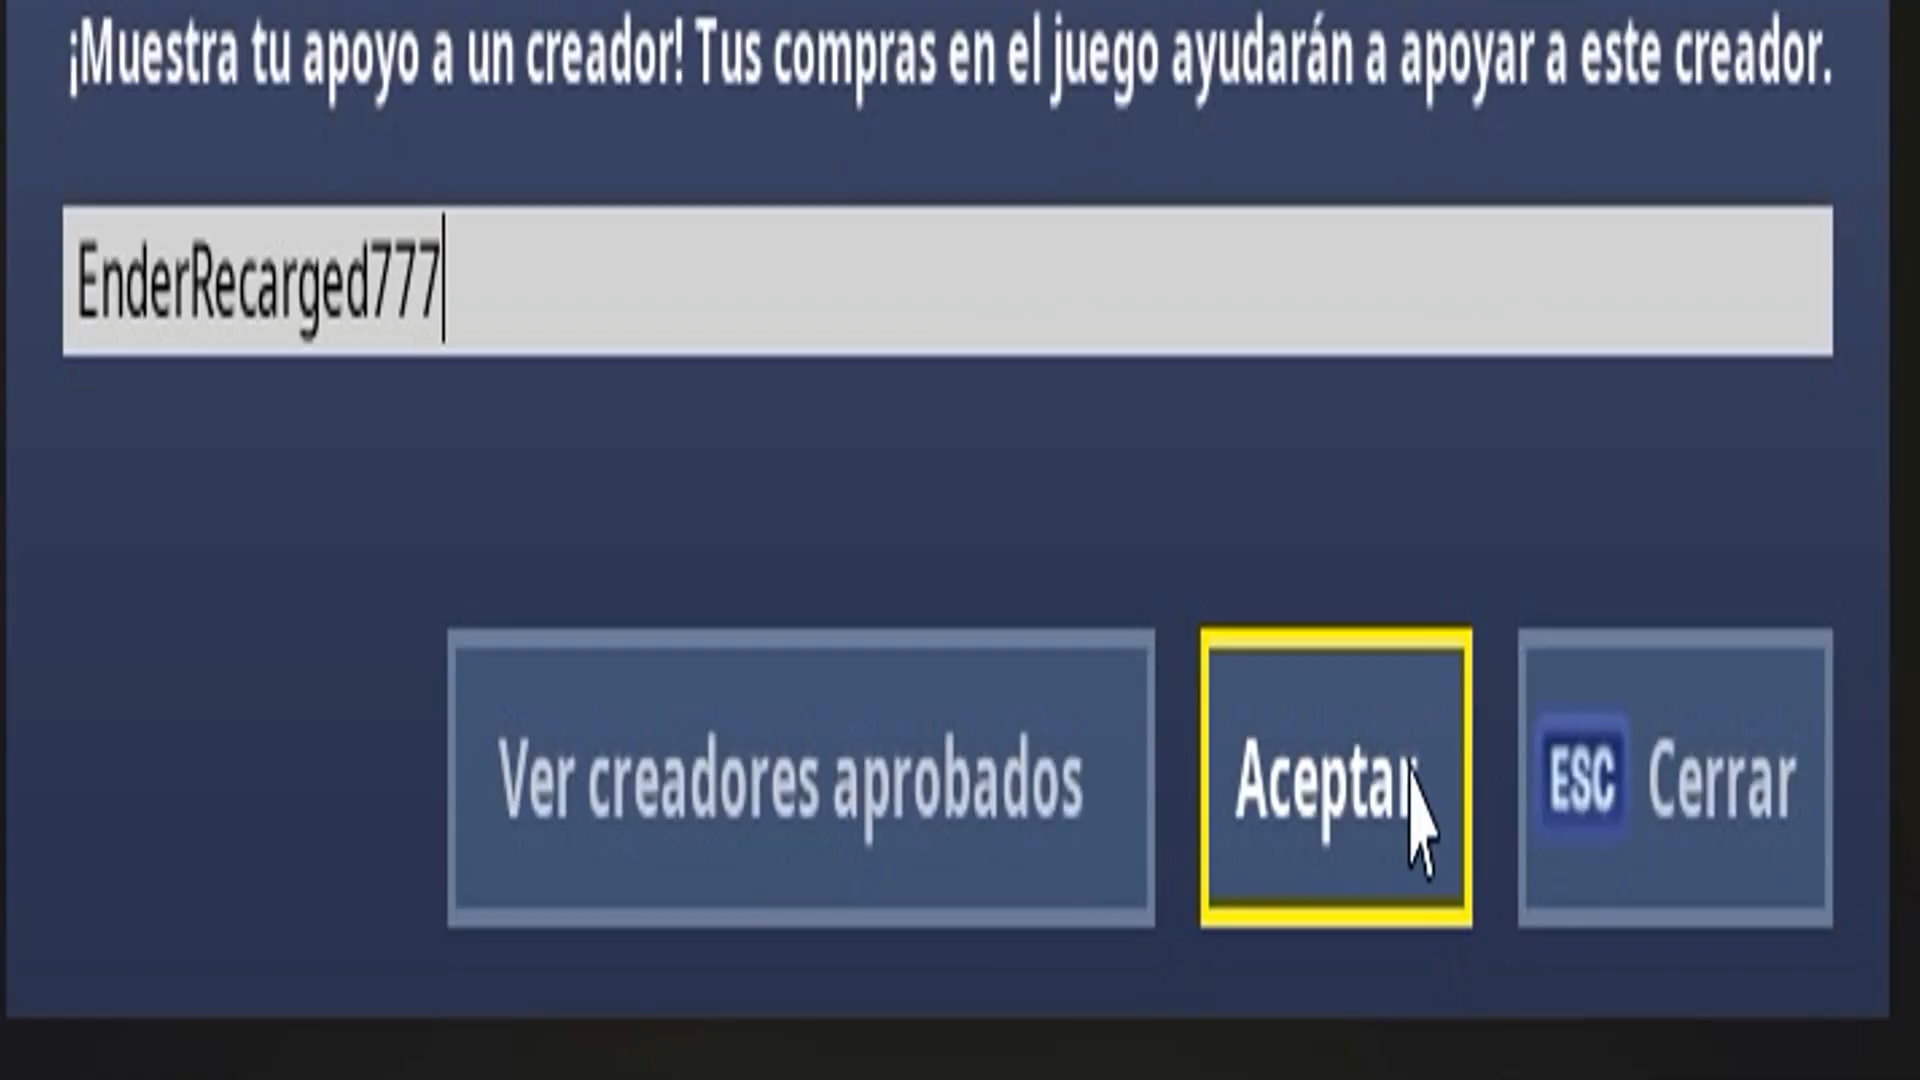 ¡Muestra tu apoyo a un creador! Tus compras en el juego ayudarán a apoyar a este creador.
EnderRecarged777
Ver creadores aprobados
Aceptar
ESC Cerrar